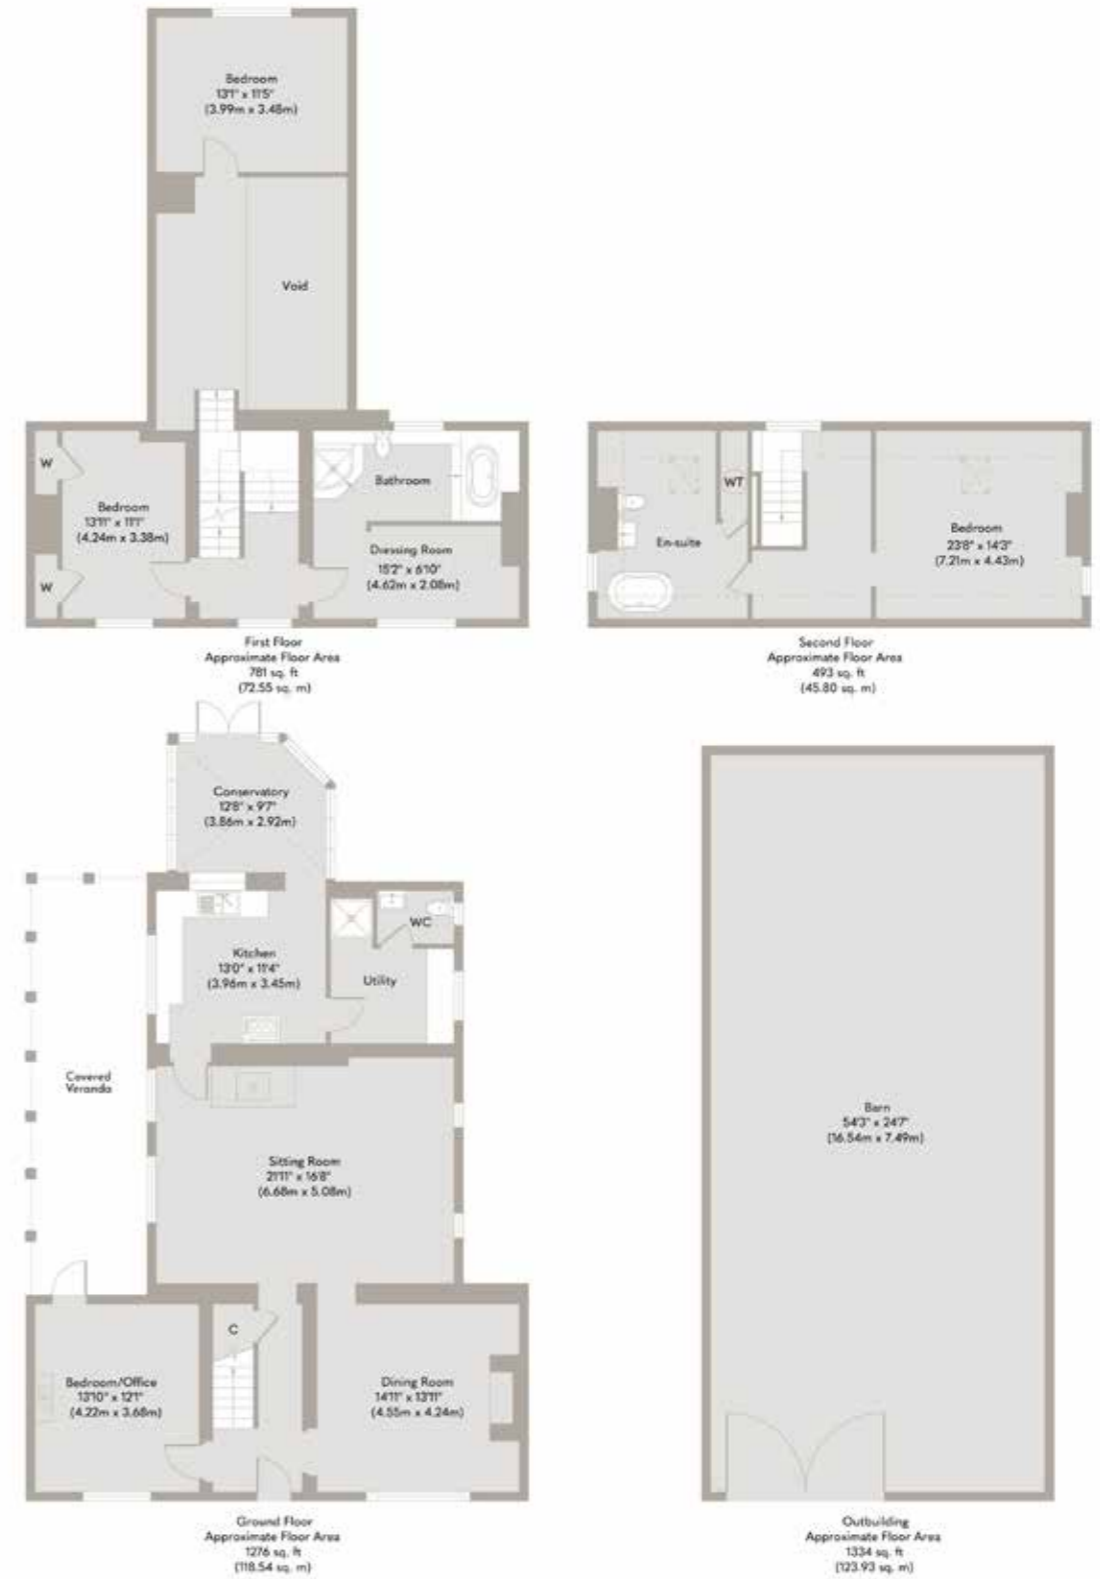 Bedroom
13'1" x 11'5"
(3.99m x 3.48m)
Void
W
Bedroom
13'11" x 11'1"
(4.24m x 3.38m)
W
Bathroom
Dressing Room
15'2" x 6'10"
(4.62m x 2.08m)
First Floor
Approximate Floor Area
781 sq. ft
(72.55 sq. m)
WT
En-suite
Bedroom
23'8" x 14'3"
(7.21m x 4.43m)
Second Floor
Approximate Floor Area
493 sq. ft
(45.80 sq. m)
Conservatory
12'8" x 9'7"
(3.86m x 2.92m)
WC
Kitchen
13'0" x 11'4"
(3.96m x 3.45m)
Utility
Covered
Veranda
Sitting Room
21'11" x 16'8"
(6.68m x 5.08m)
C
Bedroom/Office
13'10" x 12'1"
(4.22m x 3.68m)
Dining Room
14'11" x 13'11"
(4.55m x 4.24m)
Ground Floor
Approximate Floor Area
1276 sq. ft
(118.54 sq. m)
Barn
54'3" x 24'7"
(16.54m x 7.49m)
Outbuilding
Approximate Floor Area
1334 sq. ft
(123.93 sq. m)